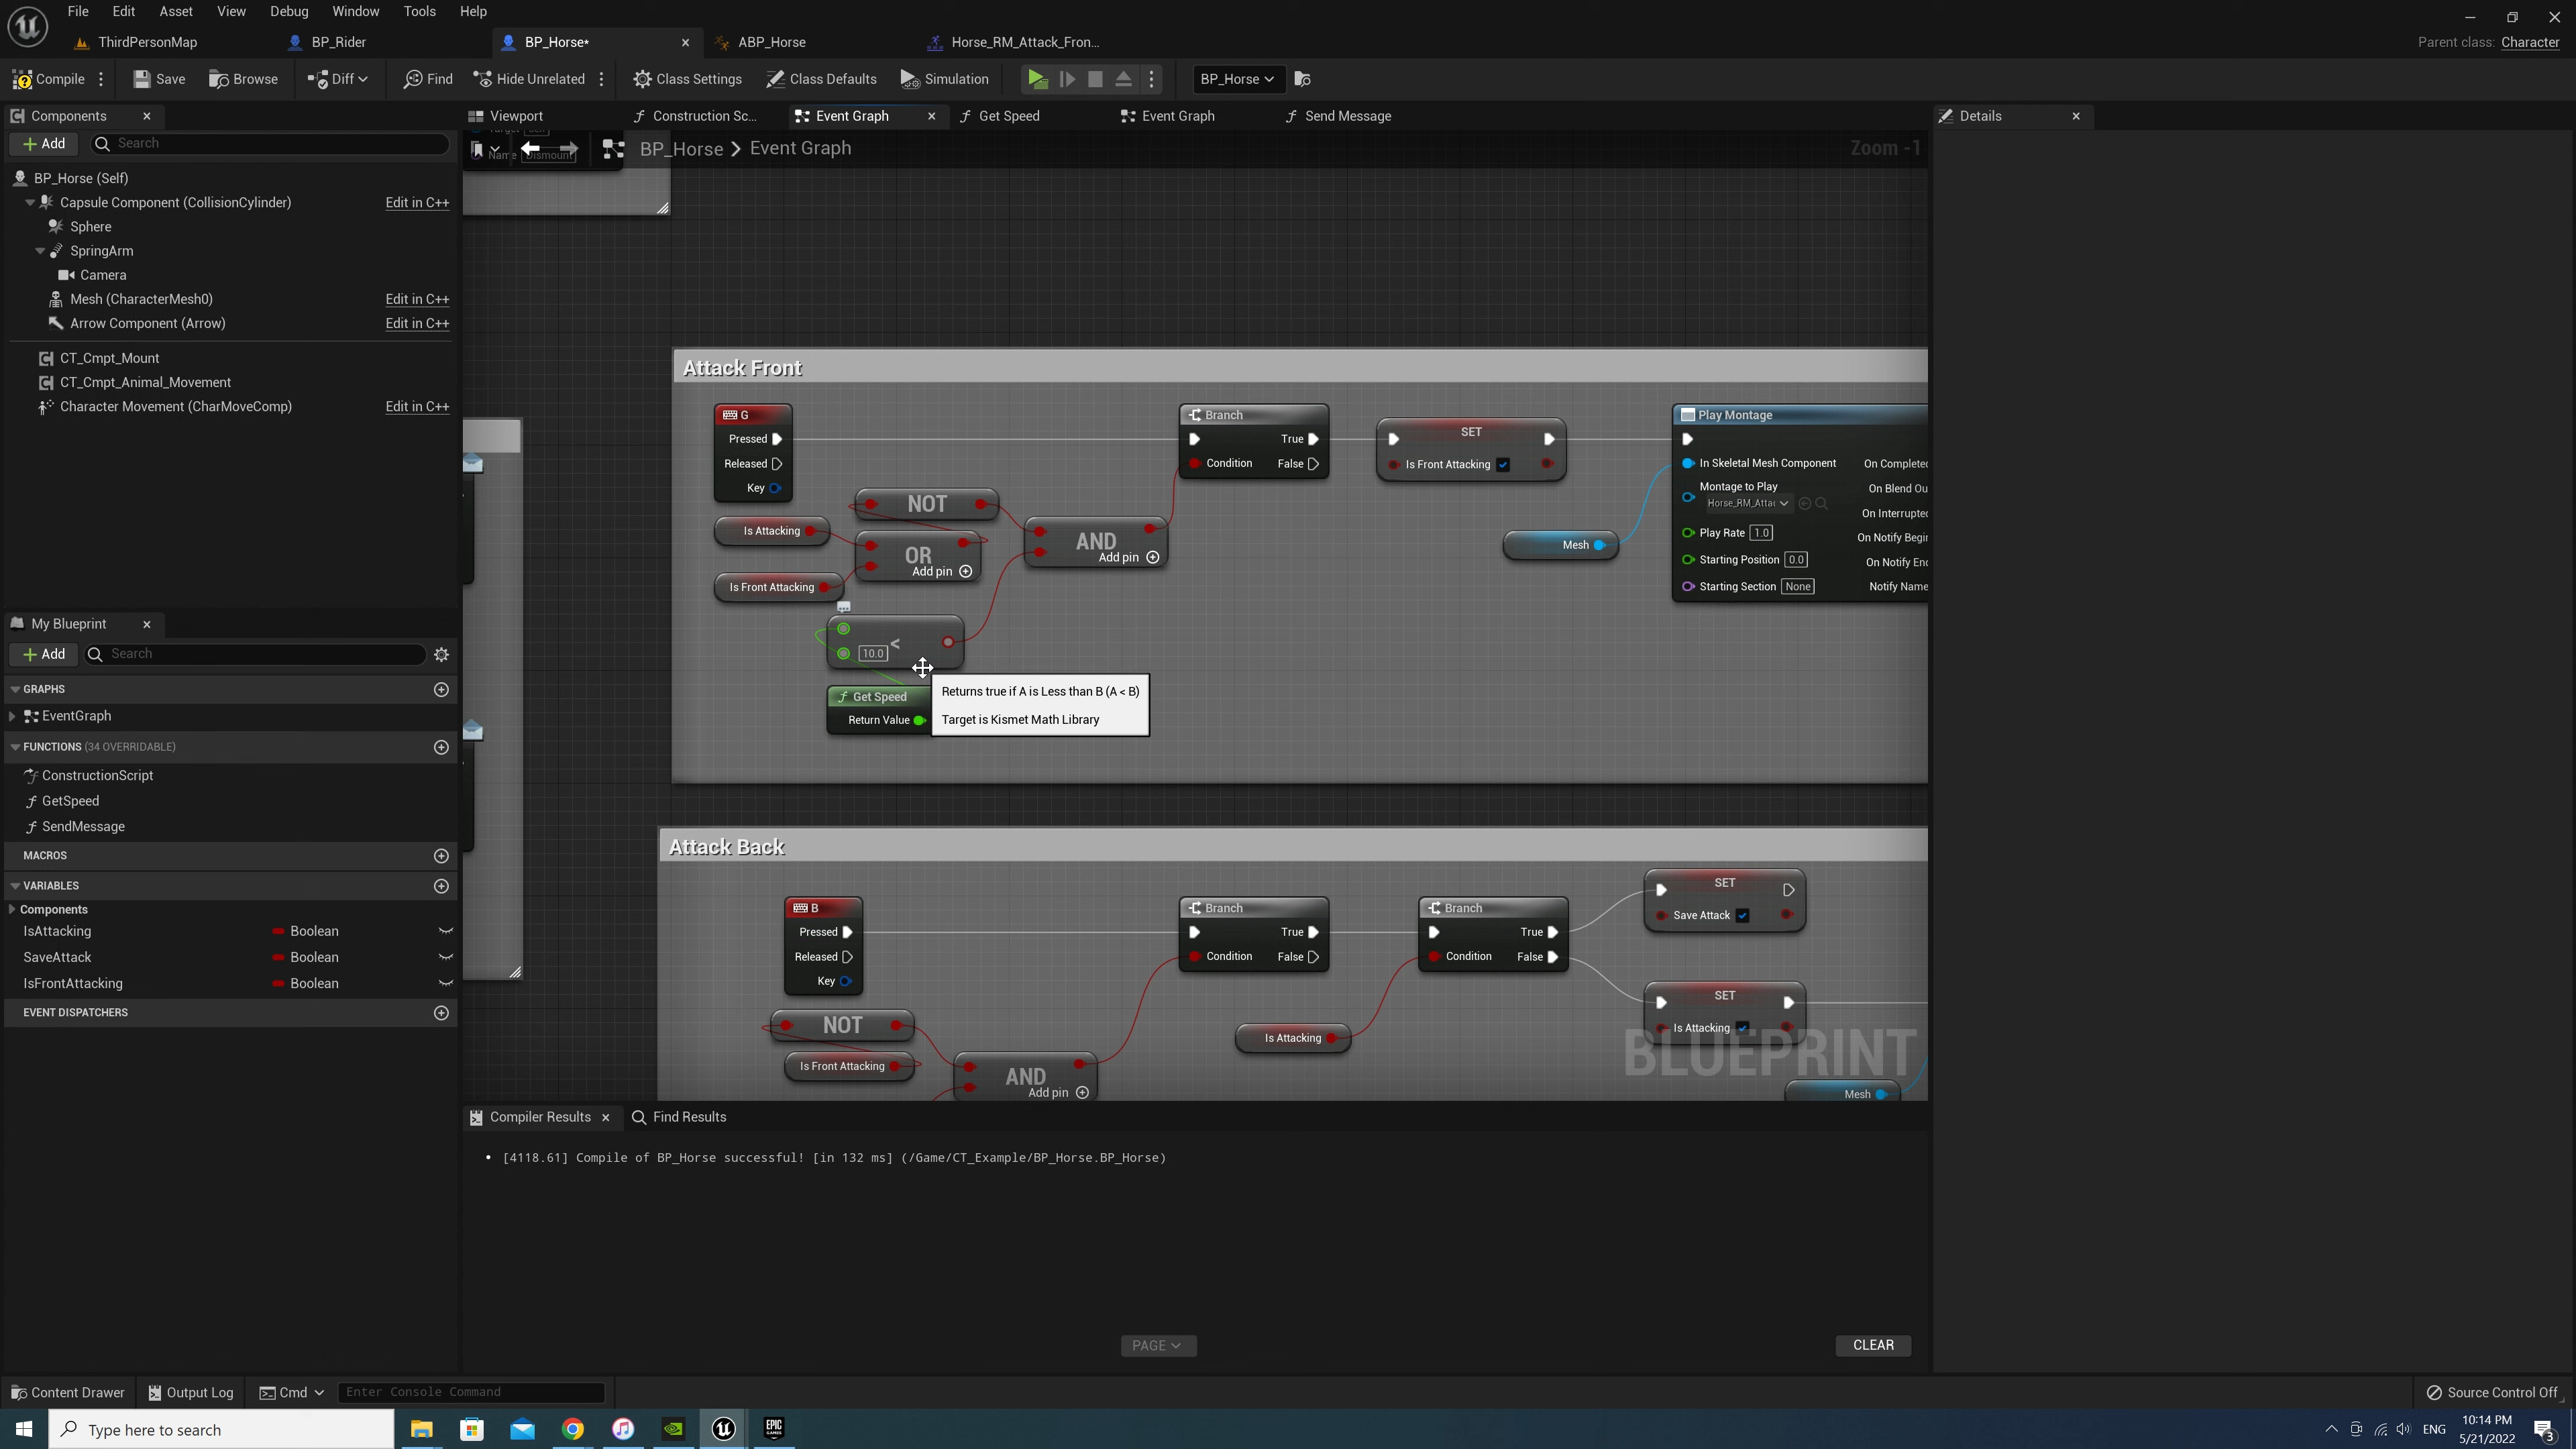 File Edit Asset View Debug Window Tools Help
ThirdPersonMap BP_Rider BP_Horse* ABP_Horse Horse_RM_Attack_Fron...
Parent class: Character
Compile Save Browse Diff Find Hide Unrelated Class Settings Class Defaults Simulation BP_Horse
Components
Add Search
BP_Horse (Self)
Capsule Component (CollisionCylinder) Edit in C++
Sphere
SpringArm
Camera
Mesh (CharacterMesh0) Edit in C++
Arrow Component (Arrow) Edit in C++
CT_Cmpt_Mount
CT_Cmpt_Animal_Movement
Character Movement (CharMoveComp) Edit in C++
My Blueprint
Add Search
GRAPHS
EventGraph
FUNCTIONS (34 OVERRIDABLE)
ConstructionScript
GetSpeed
SendMessage
MACROS
VARIABLES
Components
IsAttacking Boolean
SaveAttack Boolean
IsFrontAttacking Boolean
EVENT DISPATCHERS
Viewport Construction Sc... Event Graph Get Speed Event Graph Send Message
Name Dismount
BP_Horse > Event Graph
Zoom -1
Attack Front
G
Pressed
Released
Key
Is Attacking
Is Front Attacking
NOT
OR
Add pin
AND
Add pin
10.0 <
Get Speed
Return Value
Returns true if A is Less than B (A < B)
Target is Kismet Math Library
Branch
True
Condition False
SET
Is Front Attacking
Mesh
Play Montage
In Skeletal Mesh Component On Completed
Montage to Play On Blend Ou
Horse_RM_Attac
On Interrupted
Play Rate 1.0 On Notify Begin
Starting Position 0.0 On Notify End
Starting Section None Notify Name
Attack Back
B
Pressed
Released
Key
NOT
Is Front Attacking
AND
Add pin
Branch
True
Condition False
Is Attacking
Branch
True
Condition False
SET
Save Attack
SET
Is Attacking
Mesh
BLUEPRINT
Details
Compiler Results Find Results
• [4118.61] Compile of BP_Horse successful! [in 132 ms] (/Game/CT_Example/BP_Horse.BP_Horse)
PAGE CLEAR
Content Drawer Output Log Cmd Enter Console Command Source Control Off
Type here to search
EPIC GAMES
ENG
10:14 PM
5/21/2022
3